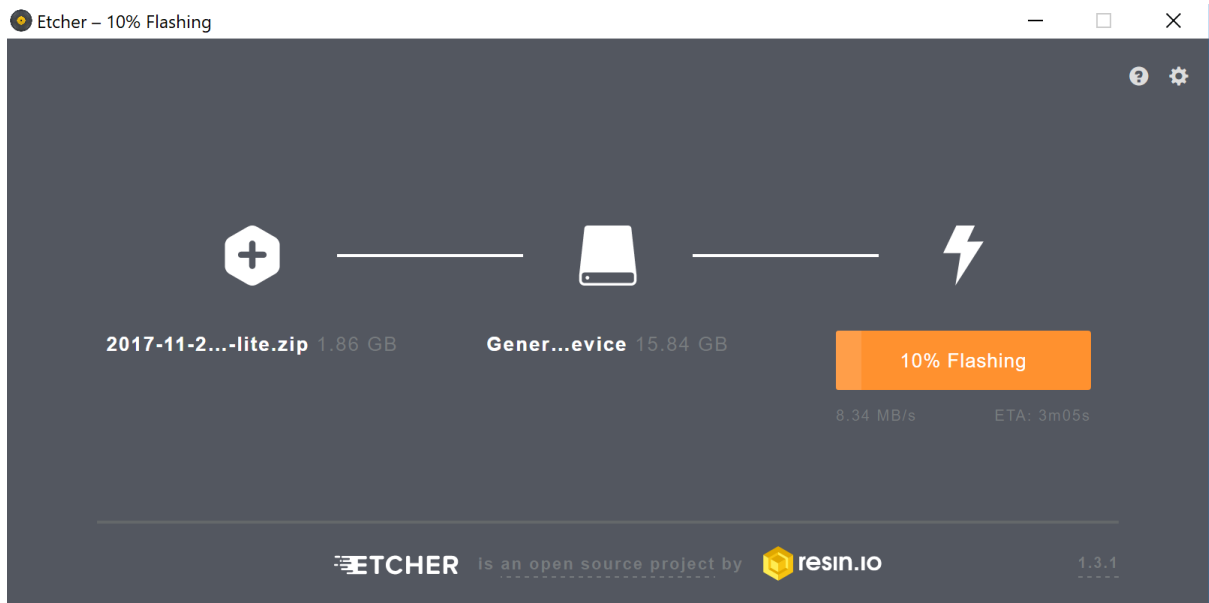 Etcher – 10% Flashing
2017-11-2...-lite.zip 1.86 GB
Gener...evice 15.84 GB
10% Flashing
8.34 MB/s ETA: 3m05s
ETCHER is an open source project by resin.io 1.3.1